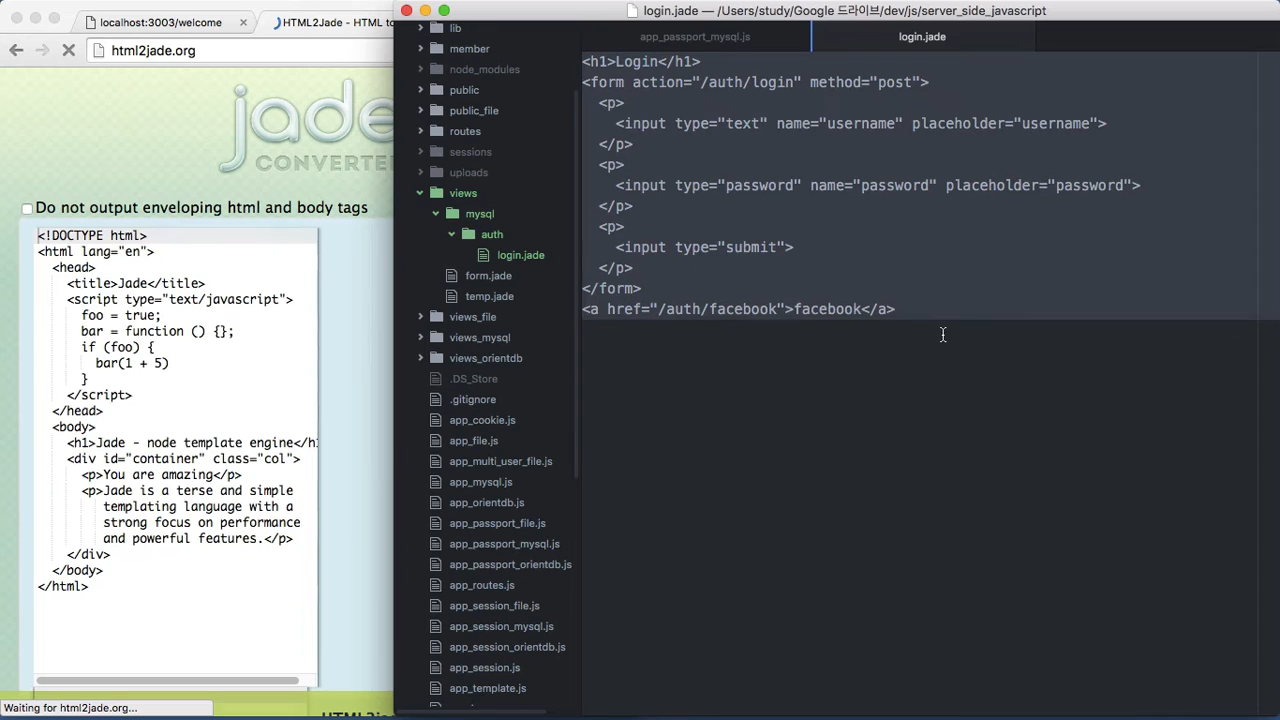 localhost:3003/welcome
HTML2Jade - HTML to
html2jade.org
jade
CONVERTER
Do not output enveloping html and body tags
<!DOCTYPE html>
<html lang="en">
<head>
<title>Jade</title>
<script type="text/javascript">
foo = true;
bar = function () {};
if (foo) {
bar(1 + 5)
}
</script>
</head>
<body>
<h1>Jade - node template engine</h1
<div id="container" class="col">
<p>You are amazing</p>
<p>Jade is a terse and simple
templating language with a
strong focus on performance
and powerful features.</p>
</div>
</body>
</html>
Waiting for html2jade.org...
login.jade — /Users/study/Google 드라이브/dev/js/server_side_javascript
lib
member
node_modules
public
public_file
routes
sessions
uploads
views
mysql
auth
login.jade
form.jade
temp.jade
views_file
views_mysql
views_orientdb
.DS_Store
.gitignore
app_cookie.js
app_file.js
app_multi_user_file.js
app_mysql.js
app_orientdb.js
app_passport_file.js
app_passport_mysql.js
app_passport_orientdb.js
app_routes.js
app_session_file.js
app_session_mysql.js
app_session_orientdb.js
app_session.js
app_template.js
app_passport_mysql.js
login.jade
<h1>Login</h1>
<form action="/auth/login" method="post">
<p>
<input type="text" name="username" placeholder="username">
</p>
<p>
<input type="password" name="password" placeholder="password">
</p>
<p>
<input type="submit">
</p>
</form>
<a href="/auth/facebook">facebook</a>